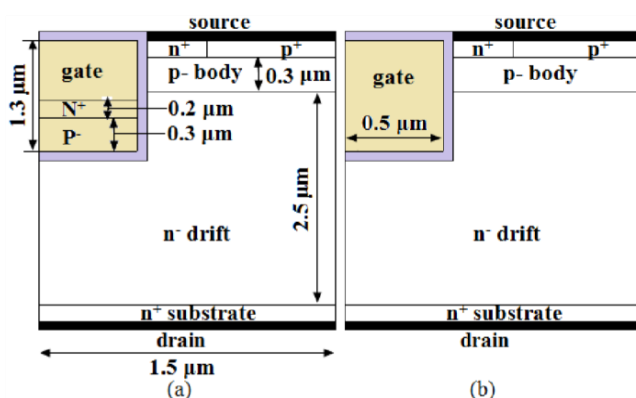 source
source
n+
p+
n+
p+
gate
p- body
0.3 μm
gate
p- body
1.3 μm
N+
0.2 μm
P-
0.3 μm
0.5 μm
2.5 μm
n- drift
n- drift
n+ substrate
n+ substrate
drain
drain
1.5 μm
(a)
(b)